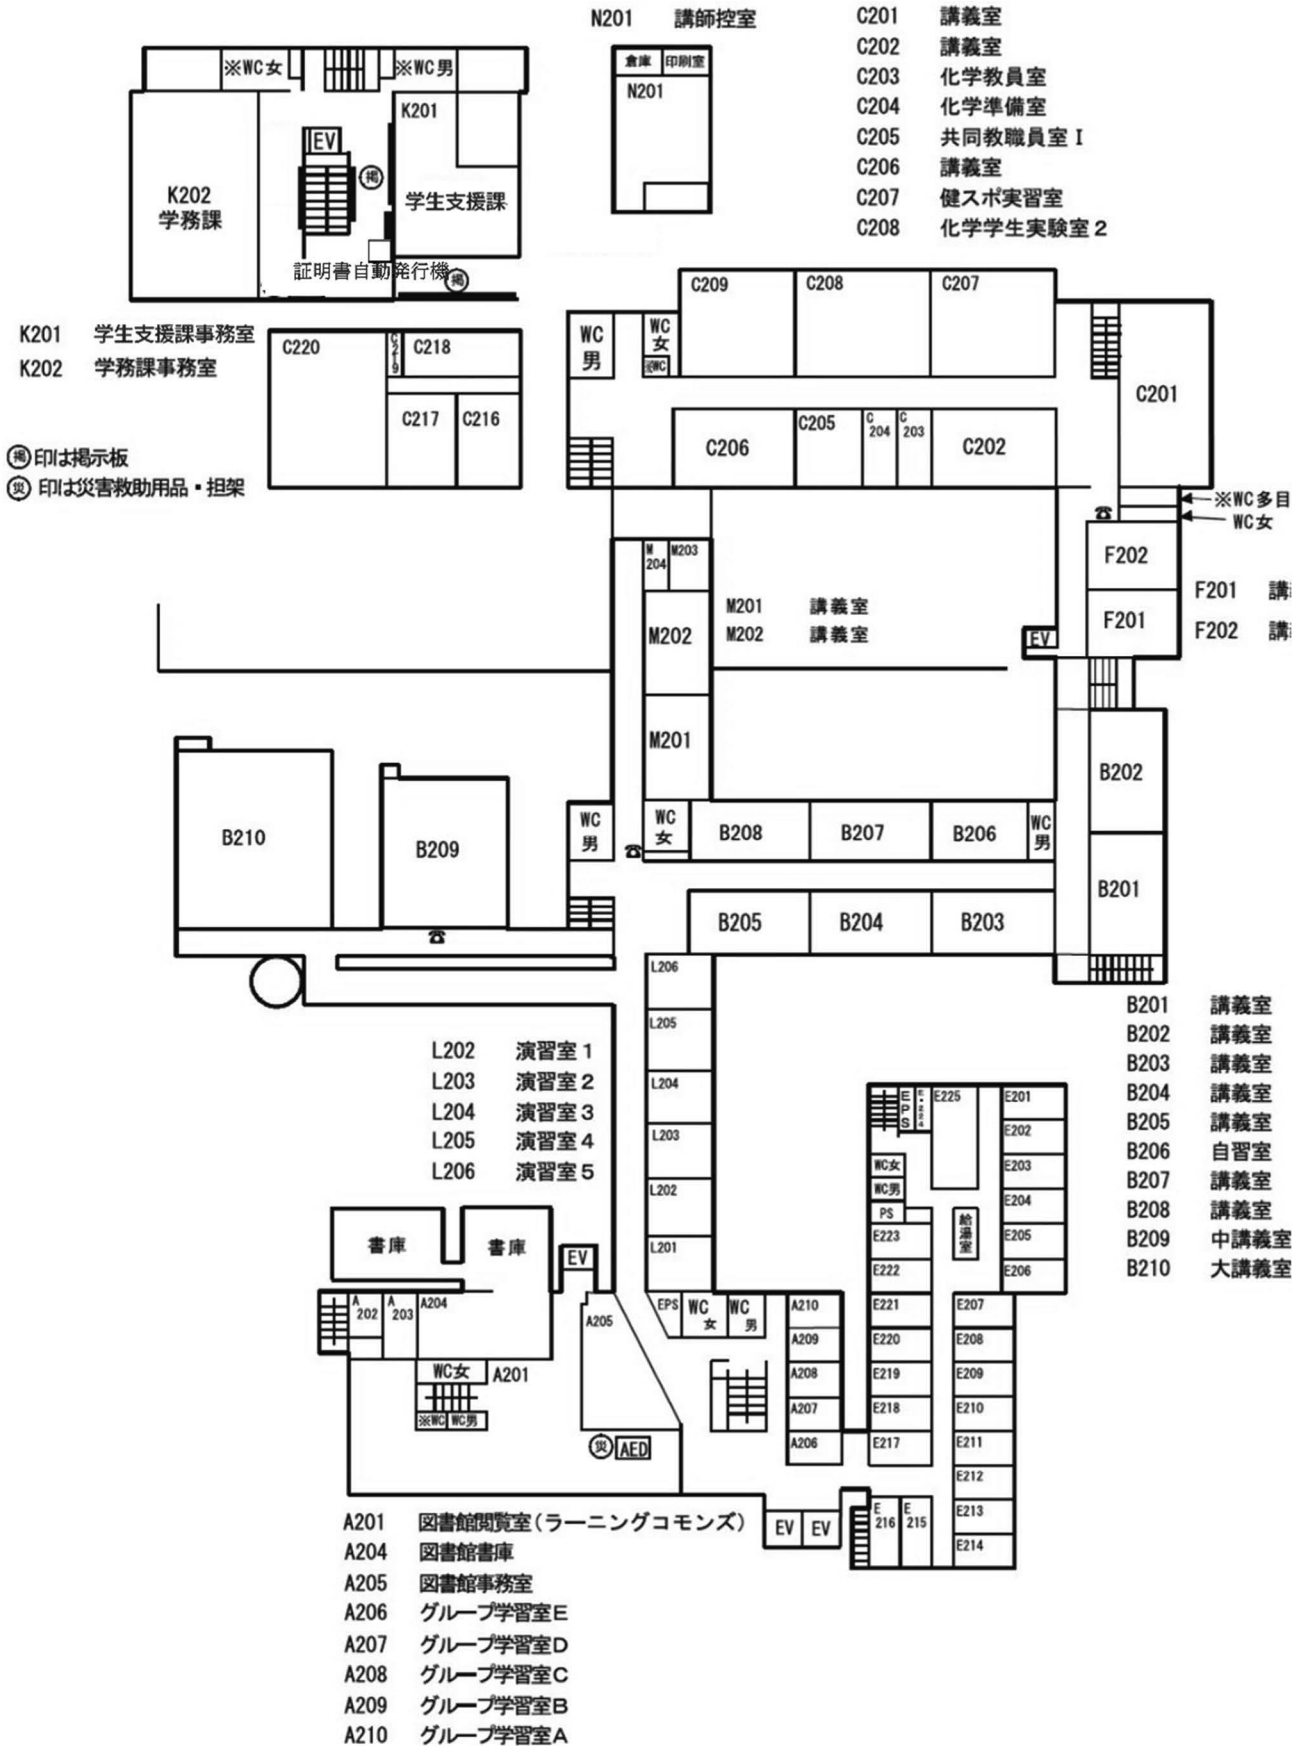 N201 講師控室
C201 講義室
C202 講義室
C203 化学教員室
C204 化学準備室
C205 共同教職員室Ⅰ
C206 講義室
C207 健スポ実習室
C208 化学学生実験室2
※WC女
※WC男
K201
EV
掲
K202
学務課
学生支援課
証明書自動発行機
掲
倉庫 印刷室
N201
K201 学生支援課事務室
K202 学務課事務室
掲印は掲示板
災印は災害救助用品・担架
C220
C219
C218
C217
C216
WC男
WC女
※WC
C209
C208
C207
C201
C206
C205
C204
C203
C202
※WC多目
WC女
F202
F201
F201
F202
EV
M204
M203
M202
M201
M201 講義室
M202 講義室
B210
B209
WC男
WC女
B208
B207
B206
WC男
B202
B201
B205
B204
B203
L206
L205
L204
L203
L202
L201
L202 演習室1
L203 演習室2
L204 演習室3
L205 演習室4
L206 演習室5
B201 講義室
B202 講義室
B203 講義室
B204 講義室
B205 講義室
B206 自習室
B207 講義室
B208 講義室
B209 中講義室
B210 大講義室
EPS
E・224
E225
E201
E202
E203
E204
E205
E206
WC女
WC男
PS
給湯室
E223
E222
E221
E220
E219
E218
E217
E207
E208
E209
E210
E211
E212
E213
E214
E216
E215
書庫
書庫
EV
A202
A203
A204
A205
WC女
A201
※WC
WC男
災 AED
EPS
WC女
WC男
A210
A209
A208
A207
A206
EV EV
A201 図書館閲覧室(ラーニングコモンズ)
A204 図書館書庫
A205 図書館事務室
A206 グループ学習室E
A207 グループ学習室D
A208 グループ学習室C
A209 グループ学習室B
A210 グループ学習室A